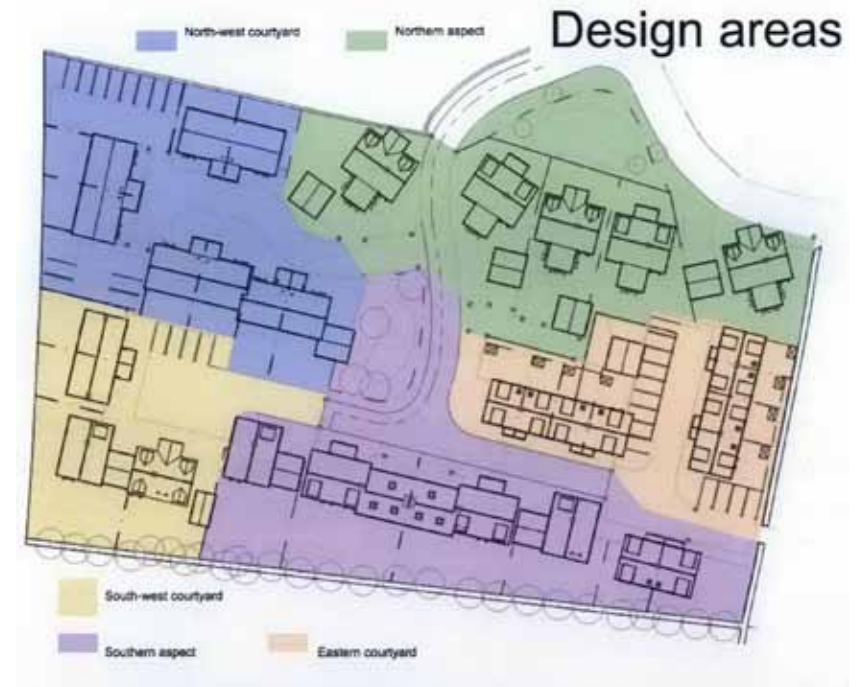 Design areas
North-west courtyard
Northern aspect
South-west courtyard
Southern aspect
Eastern courtyard